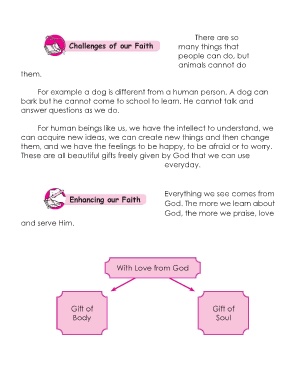 Challenges of our Faith
There are so
many things that
people can do, but
animals cannot do
them.
For example a dog is different from a human person. A dog can
bark but he cannot come to school to learn. He cannot talk and
answer questions as we do.
For human beings like us, we have the intellect to understand, we
can acquire new ideas, we can create new things and then change
them, and we have the feelings to be happy, to be afraid or to worry.
These are all beautiful gifts freely given by God that we can use
everyday.
Enhancing our Faith
Everything we see comes from
God. The more we learn about
God, the more we praise, love
and serve Him.
With Love from God
Gift of
Body
Gift of
Soul